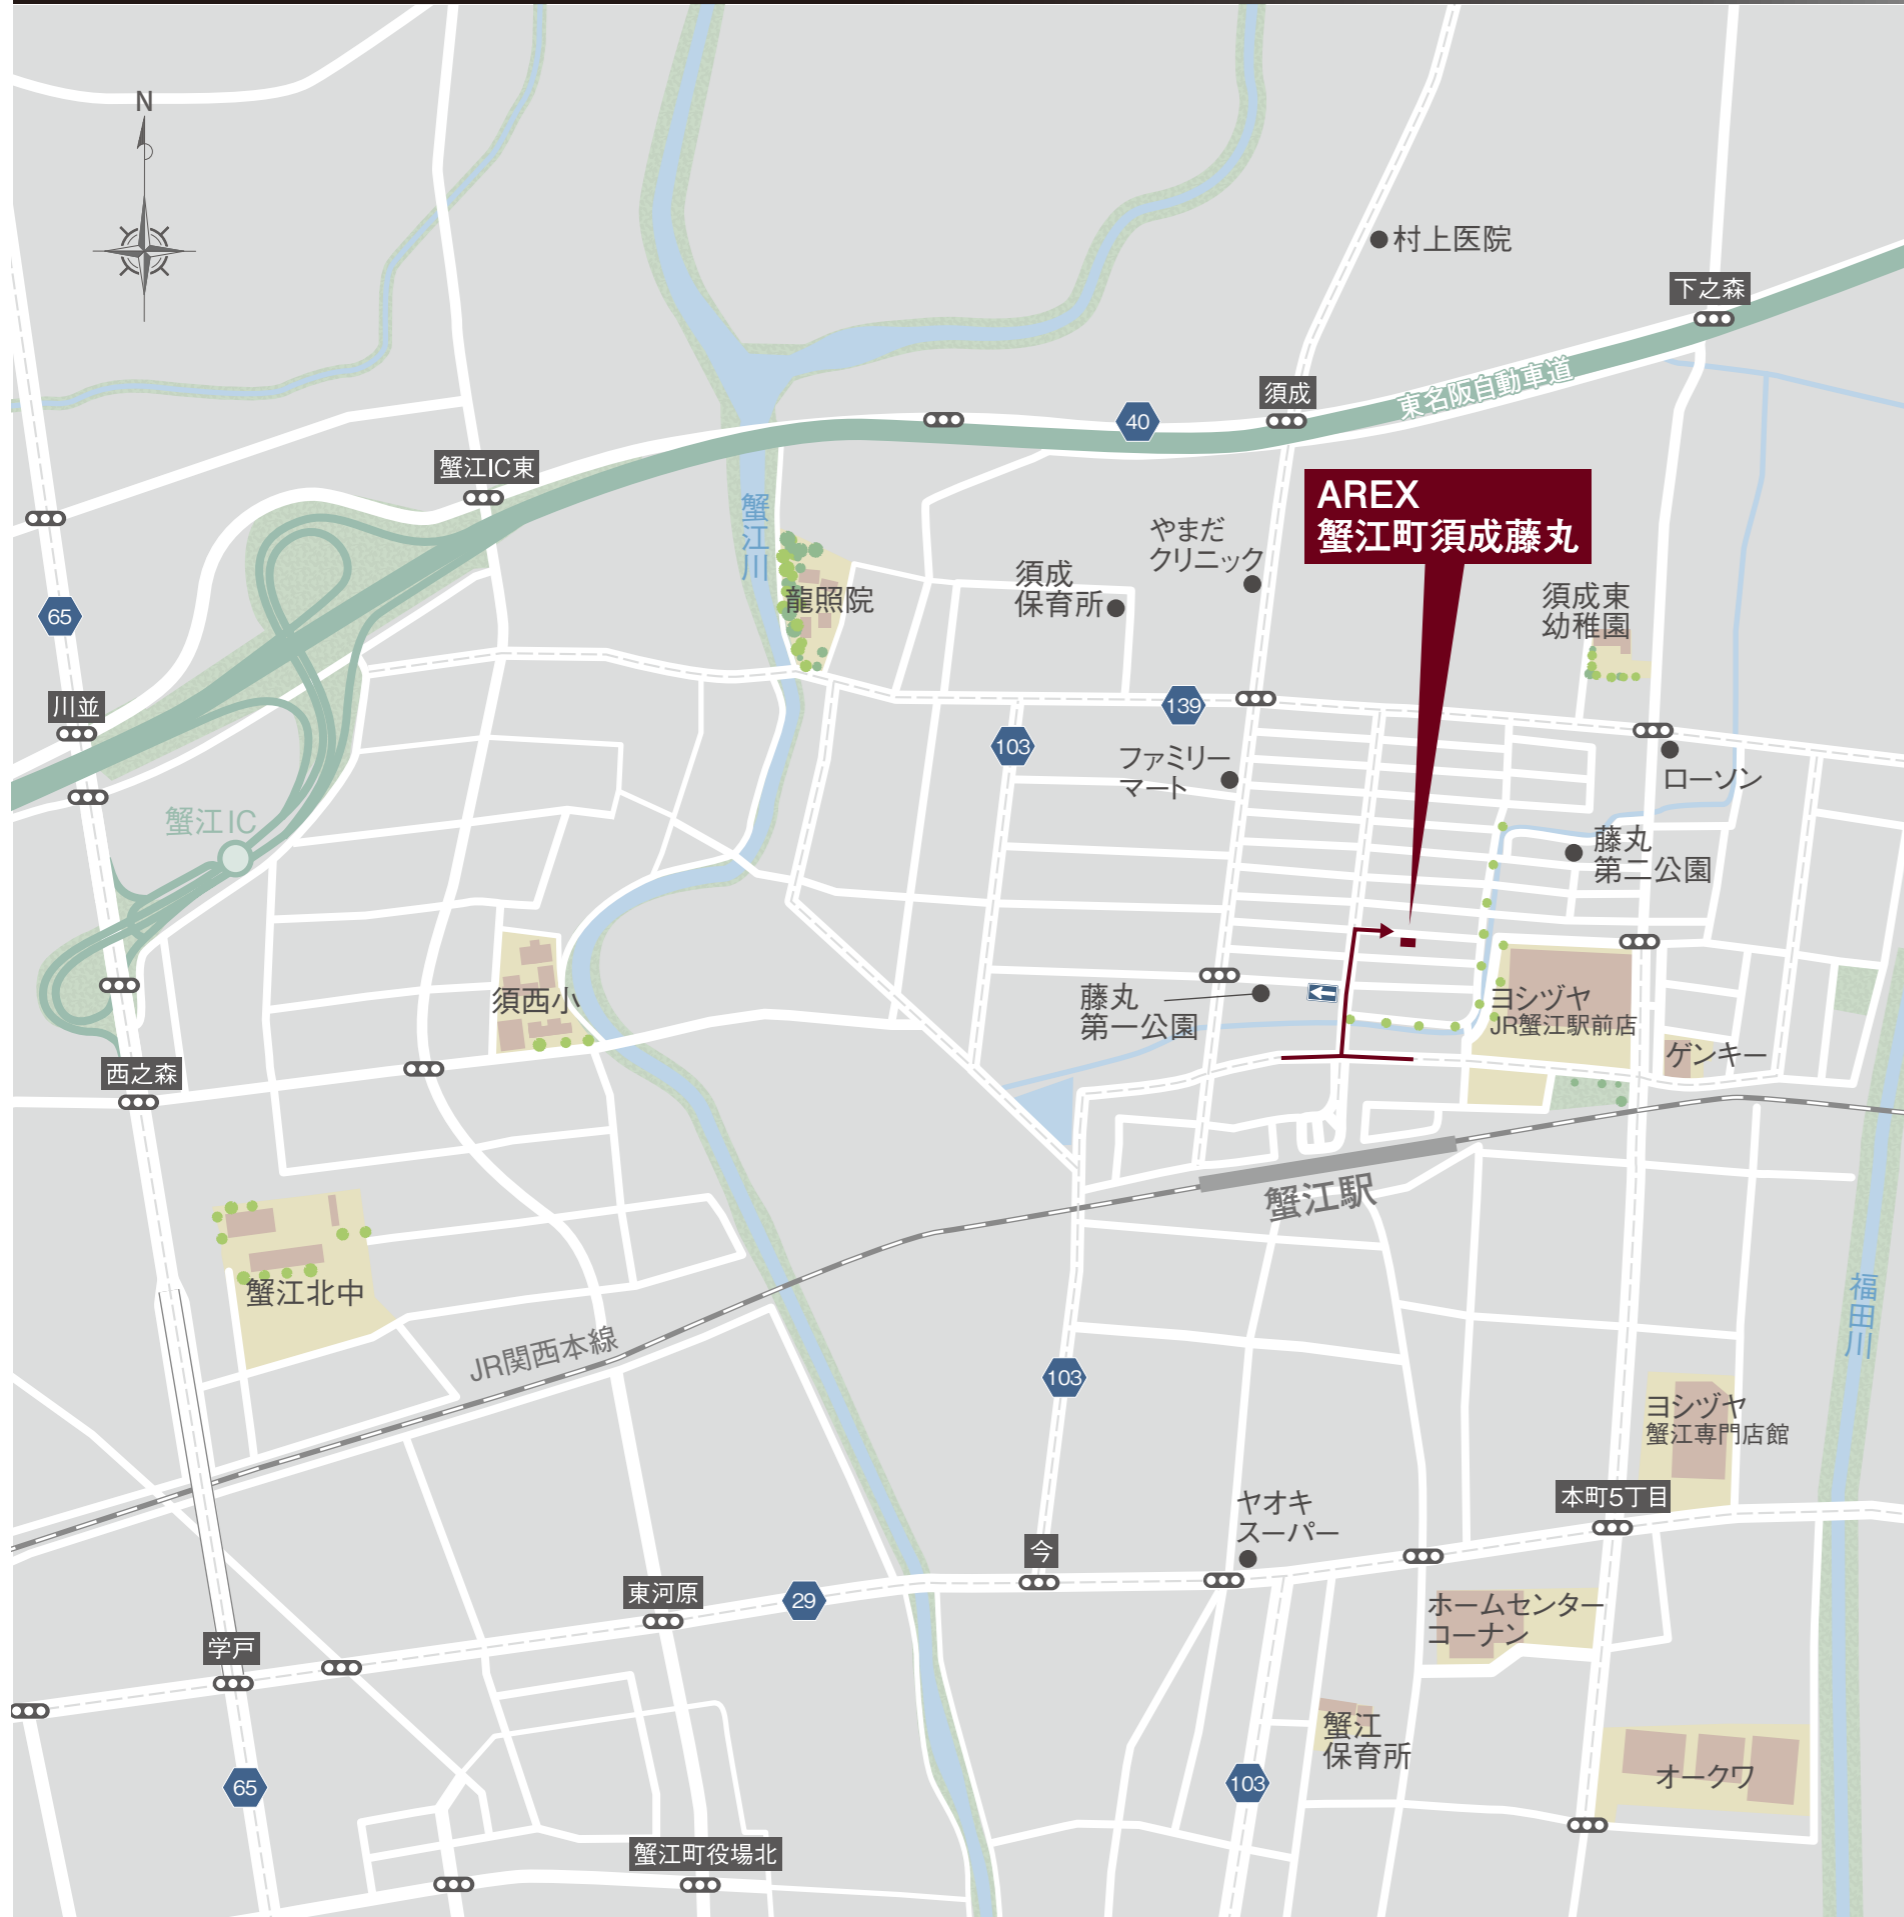 N
村上医院
下之森
須成
東名阪自動車道
40
蟹江IC東
AREX
蟹江町須成藤丸
蟹江川
やまだ
クリニック
須成
保育所
龍照院
須成東
幼稚園
65
川並
139
103
ファミリー
マート
ローソン
蟹江IC
藤丸
第二公園
須西小
藤丸
第一公園
ヨシヅヤ
JR蟹江駅前店
ゲンキー
西之森
蟹江駅
蟹江北中
福田川
JR関西本線
103
ヨシヅヤ
蟹江専門店館
本町5丁目
ヤオキ
スーパー
今
東河原
29
ホームセンター
コーナン
学戸
蟹江
保育所
オークワ
65
103
蟹江町役場北